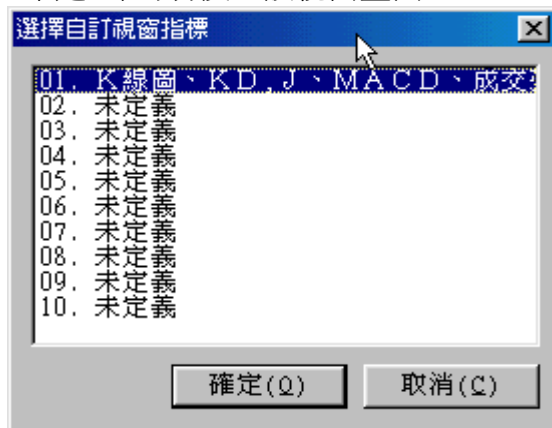 選擇自訂視窗指標
01. K線圖、KD,J、MACD、成交
02. 未定義
03. 未定義
04. 未定義
05. 未定義
06. 未定義
07. 未定義
08. 未定義
09. 未定義
10. 未定義
確定(O) 取消(C)